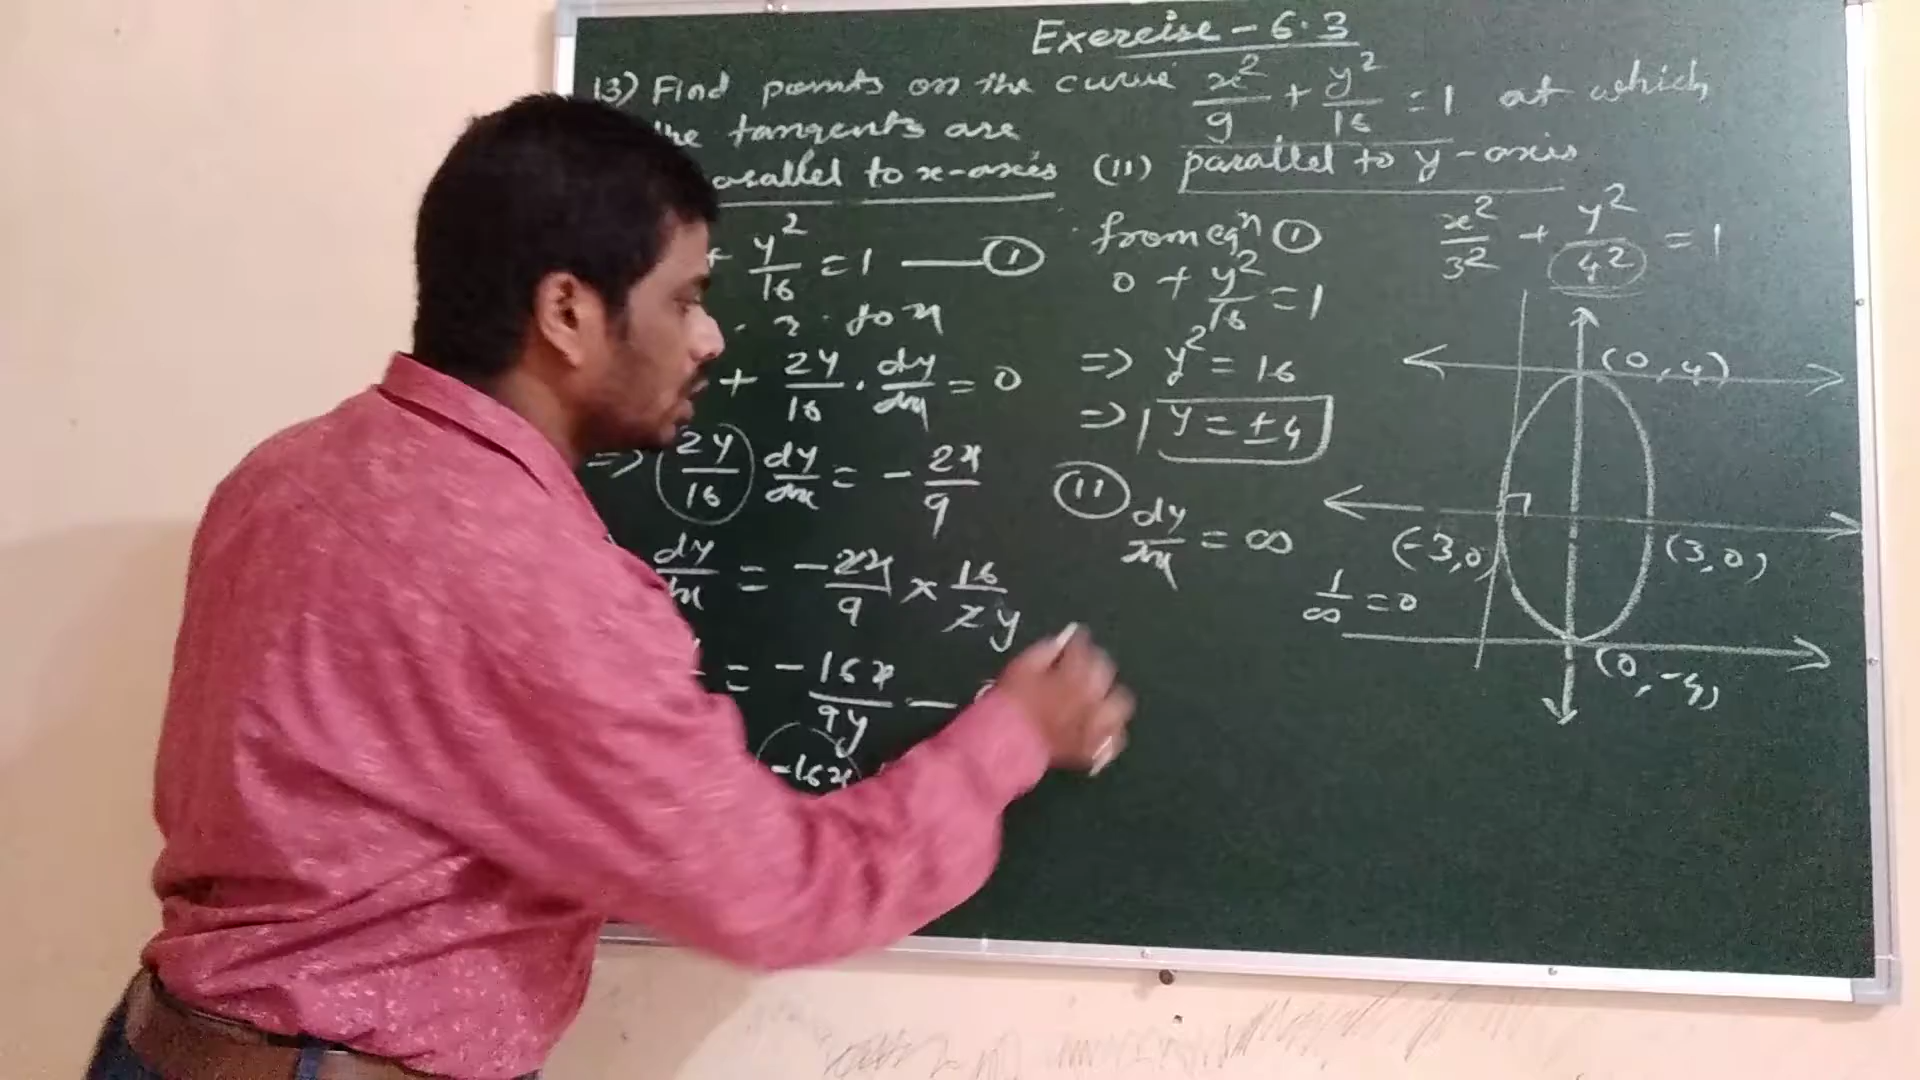 Exercise - 6.3
13) Find points on the curve x²/9 + y²/16 = 1 at which
the tangents are
parallel to x-axis (11) parallel to y-axis
+ y²/16 = 1 — ①
+ 2y/16 . dy/dx = 0
=> 2y/16 dy/dx = - 2x/9
dy/dx = - 2x/9 × 16/2y
= - 16x/9y —
-16x
from eqn ①
0 + y²/16 = 1
=> y² = 16
=> y = ±4
(11) dy/dx = ∞
1/∞ = 0
x²/3² + y²/4² = 1
(0, 4)
(-3, 0)
(3, 0)
(0, -4)